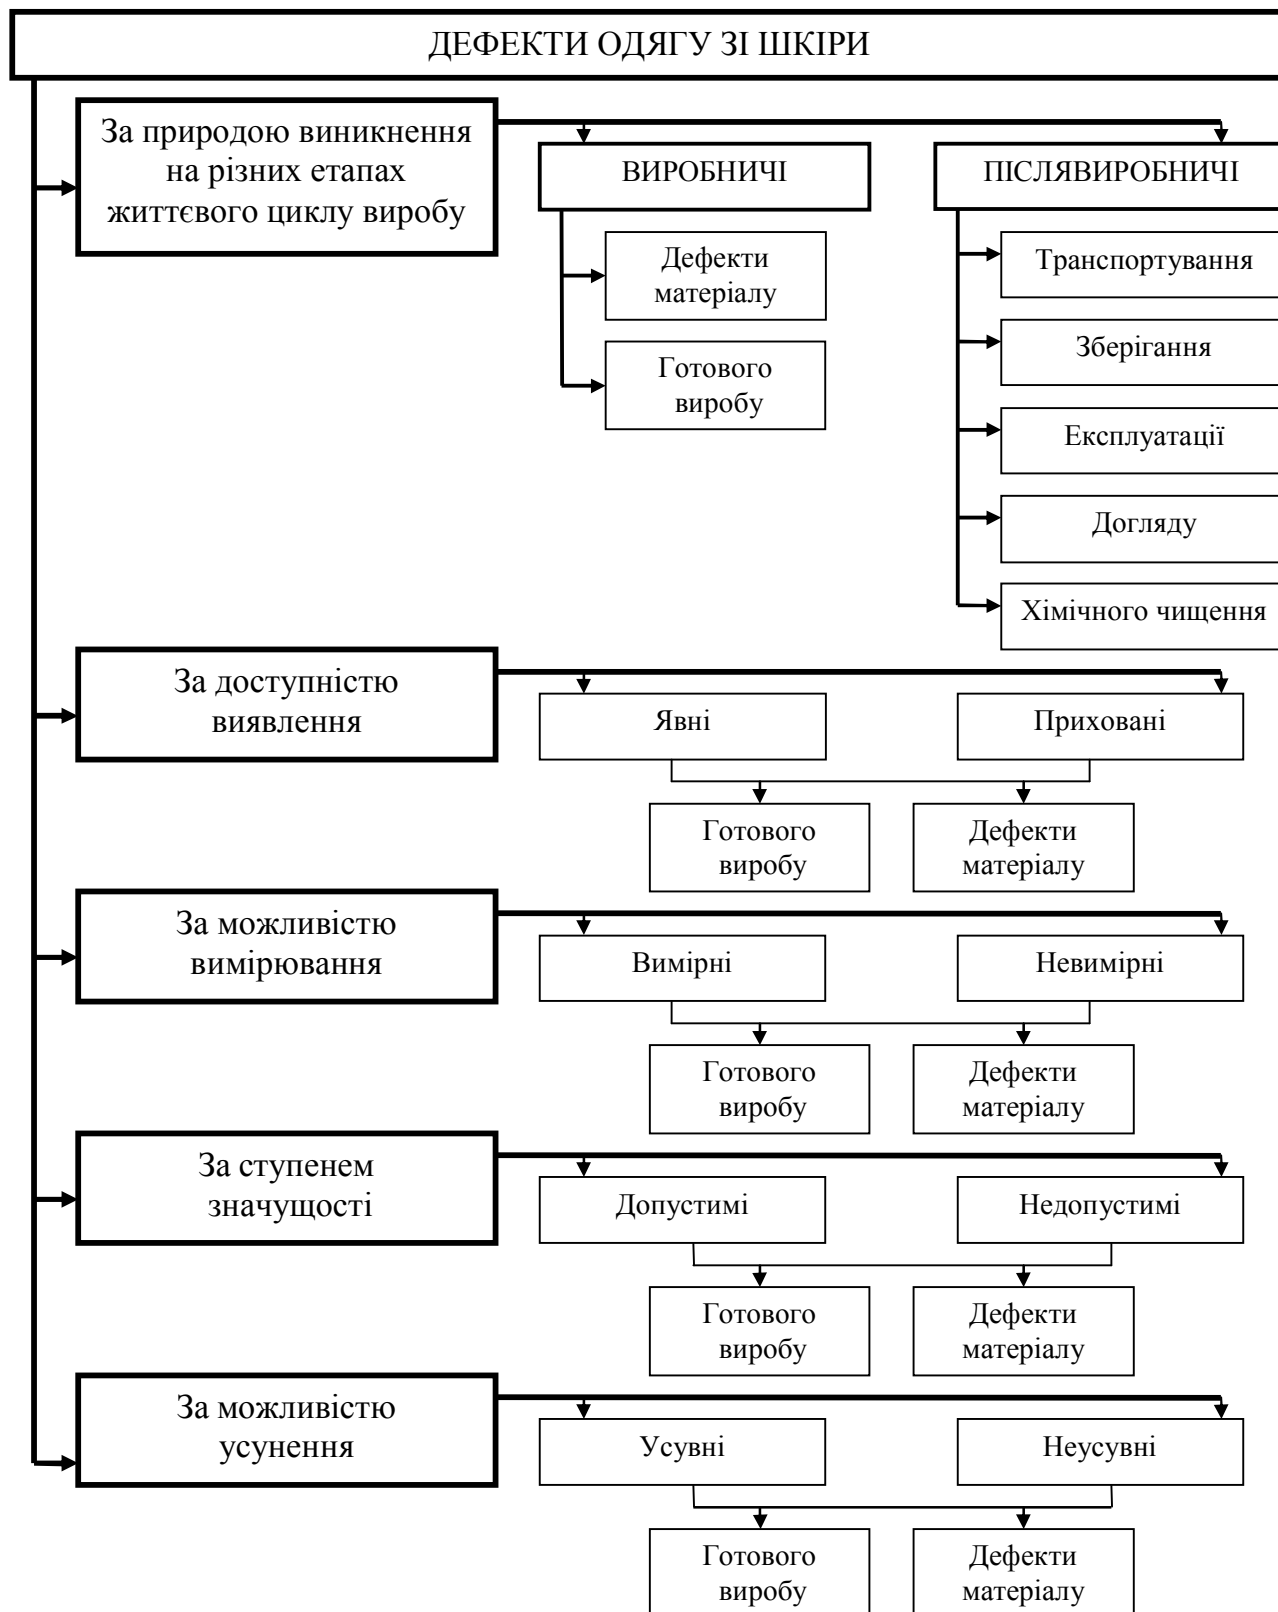 ДЕФЕКТИ ОДЯГУ ЗІ ШКІРИ
За природою виникнення
на різних етапах
життєвого циклу виробу
ВИРОБНИЧІ
Дефекти
матеріалу
Готового
виробу
ПІСЛЯВИРОБНИЧІ
Транспортування
Зберігання
Експлуатації
Догляду
Хімічного чищення
За доступністю
виявлення
Явні
Приховані
Готового
виробу
Дефекти
матеріалу
За можливістю
вимірювання
Вимірні
Невимірні
Готового
виробу
Дефекти
матеріалу
За ступенем
значущості
Допустимі
Недопустимі
Готового
виробу
Дефекти
матеріалу
За можливістю
усунення
Усувні
Неусувні
Готового
виробу
Дефекти
матеріалу